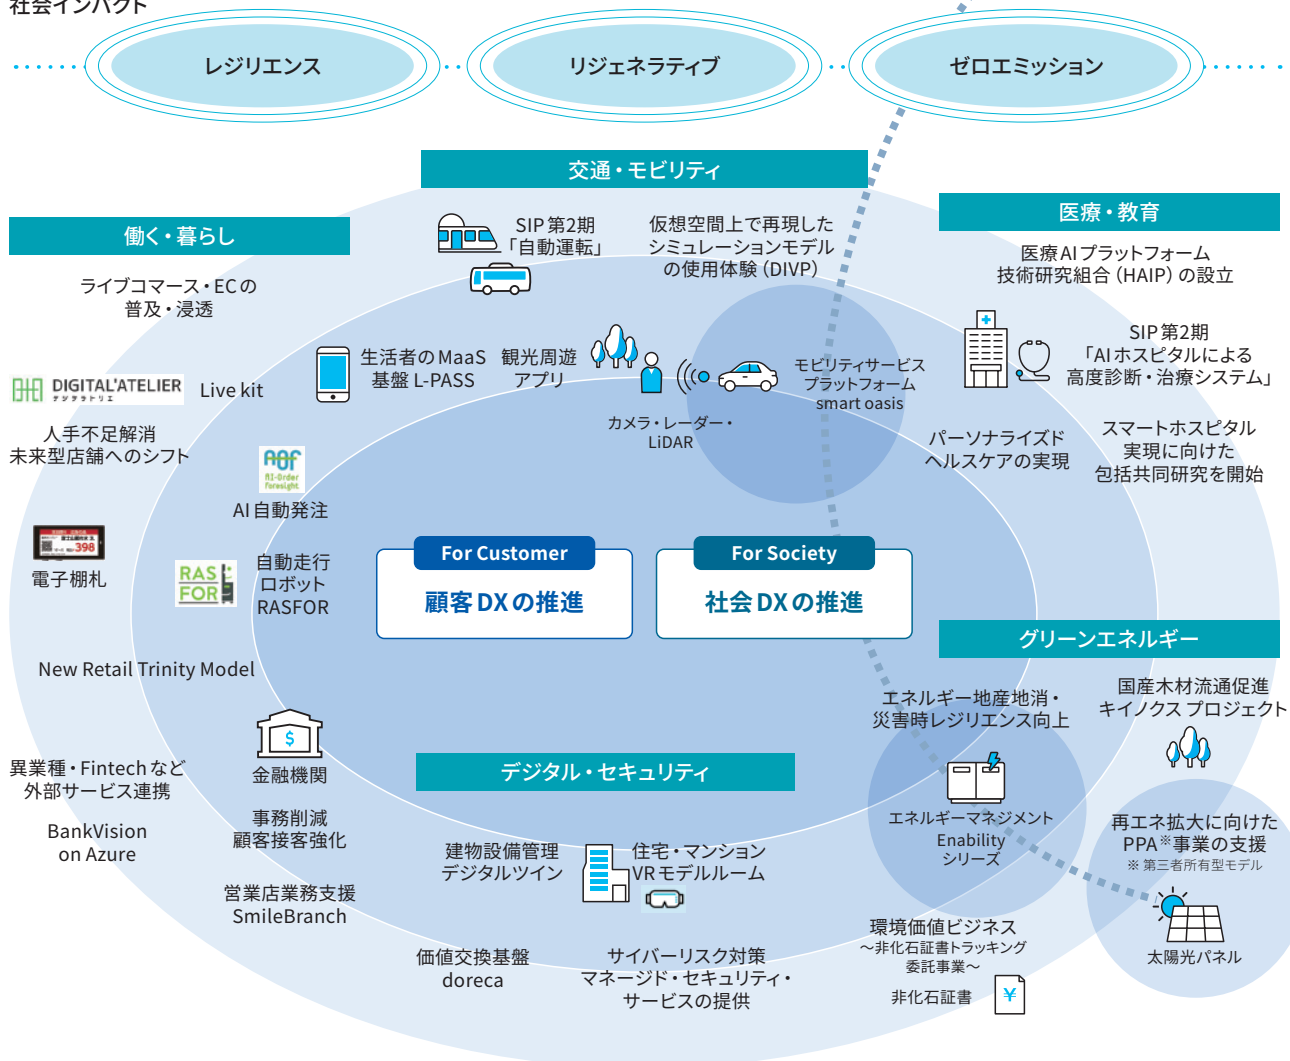 社会インパクト
レジリエンス
リジェネラティブ
ゼロエミッション
交通・モビリティ
SIP第2期
「自動運転」
仮想空間上で再現した
シミュレーションモデル
の使用体験（DIVP）
生活者のMaaS
基盤 L-PASS
観光周遊
アプリ
カメラ・レーダー・
LiDAR
モビリティサービス
プラットフォーム
smart oasis
医療・教育
医療AIプラットフォーム
技術研究組合（HAIP）の設立
SIP第2期
「AIホスピタルによる
高度診断・治療システム」
パーソナライズド
ヘルスケアの実現
スマートホスピタル
実現に向けた
包括共同研究を開始
働く・暮らし
ライブコマース・ECの
普及・浸透
DIGITAL'ATELIER
デジタラトリエ
Live kit
人手不足解消
未来型店舗へのシフト
AOF
AI-Order
Foresight
AI自動発注
398
電子棚札
RAS
FOR
自動走行
ロボット
RASFOR
New Retail Trinity Model
$
金融機関
異業種・Fintechなど
外部サービス連携
事務削減
顧客接客強化
BankVision
on Azure
営業店業務支援
SmileBranch
For Customer
顧客DXの推進
For Society
社会DXの推進
デジタル・セキュリティ
建物設備管理
デジタルツイン
住宅・マンション
VRモデルルーム
価値交換基盤
doreca
サイバーリスク対策
マネージド・セキュリティ・
サービスの提供
グリーンエネルギー
エネルギー地産地消・
災害時レジリエンス向上
国産木材流通促進
キイノクス プロジェクト
エネルギーマネジメント
Enability
シリーズ
再エネ拡大に向けた
PPA※事業の支援
※ 第三者所有型モデル
太陽光パネル
環境価値ビジネス
～非化石証書トラッキング
委託事業～
非化石証書
¥